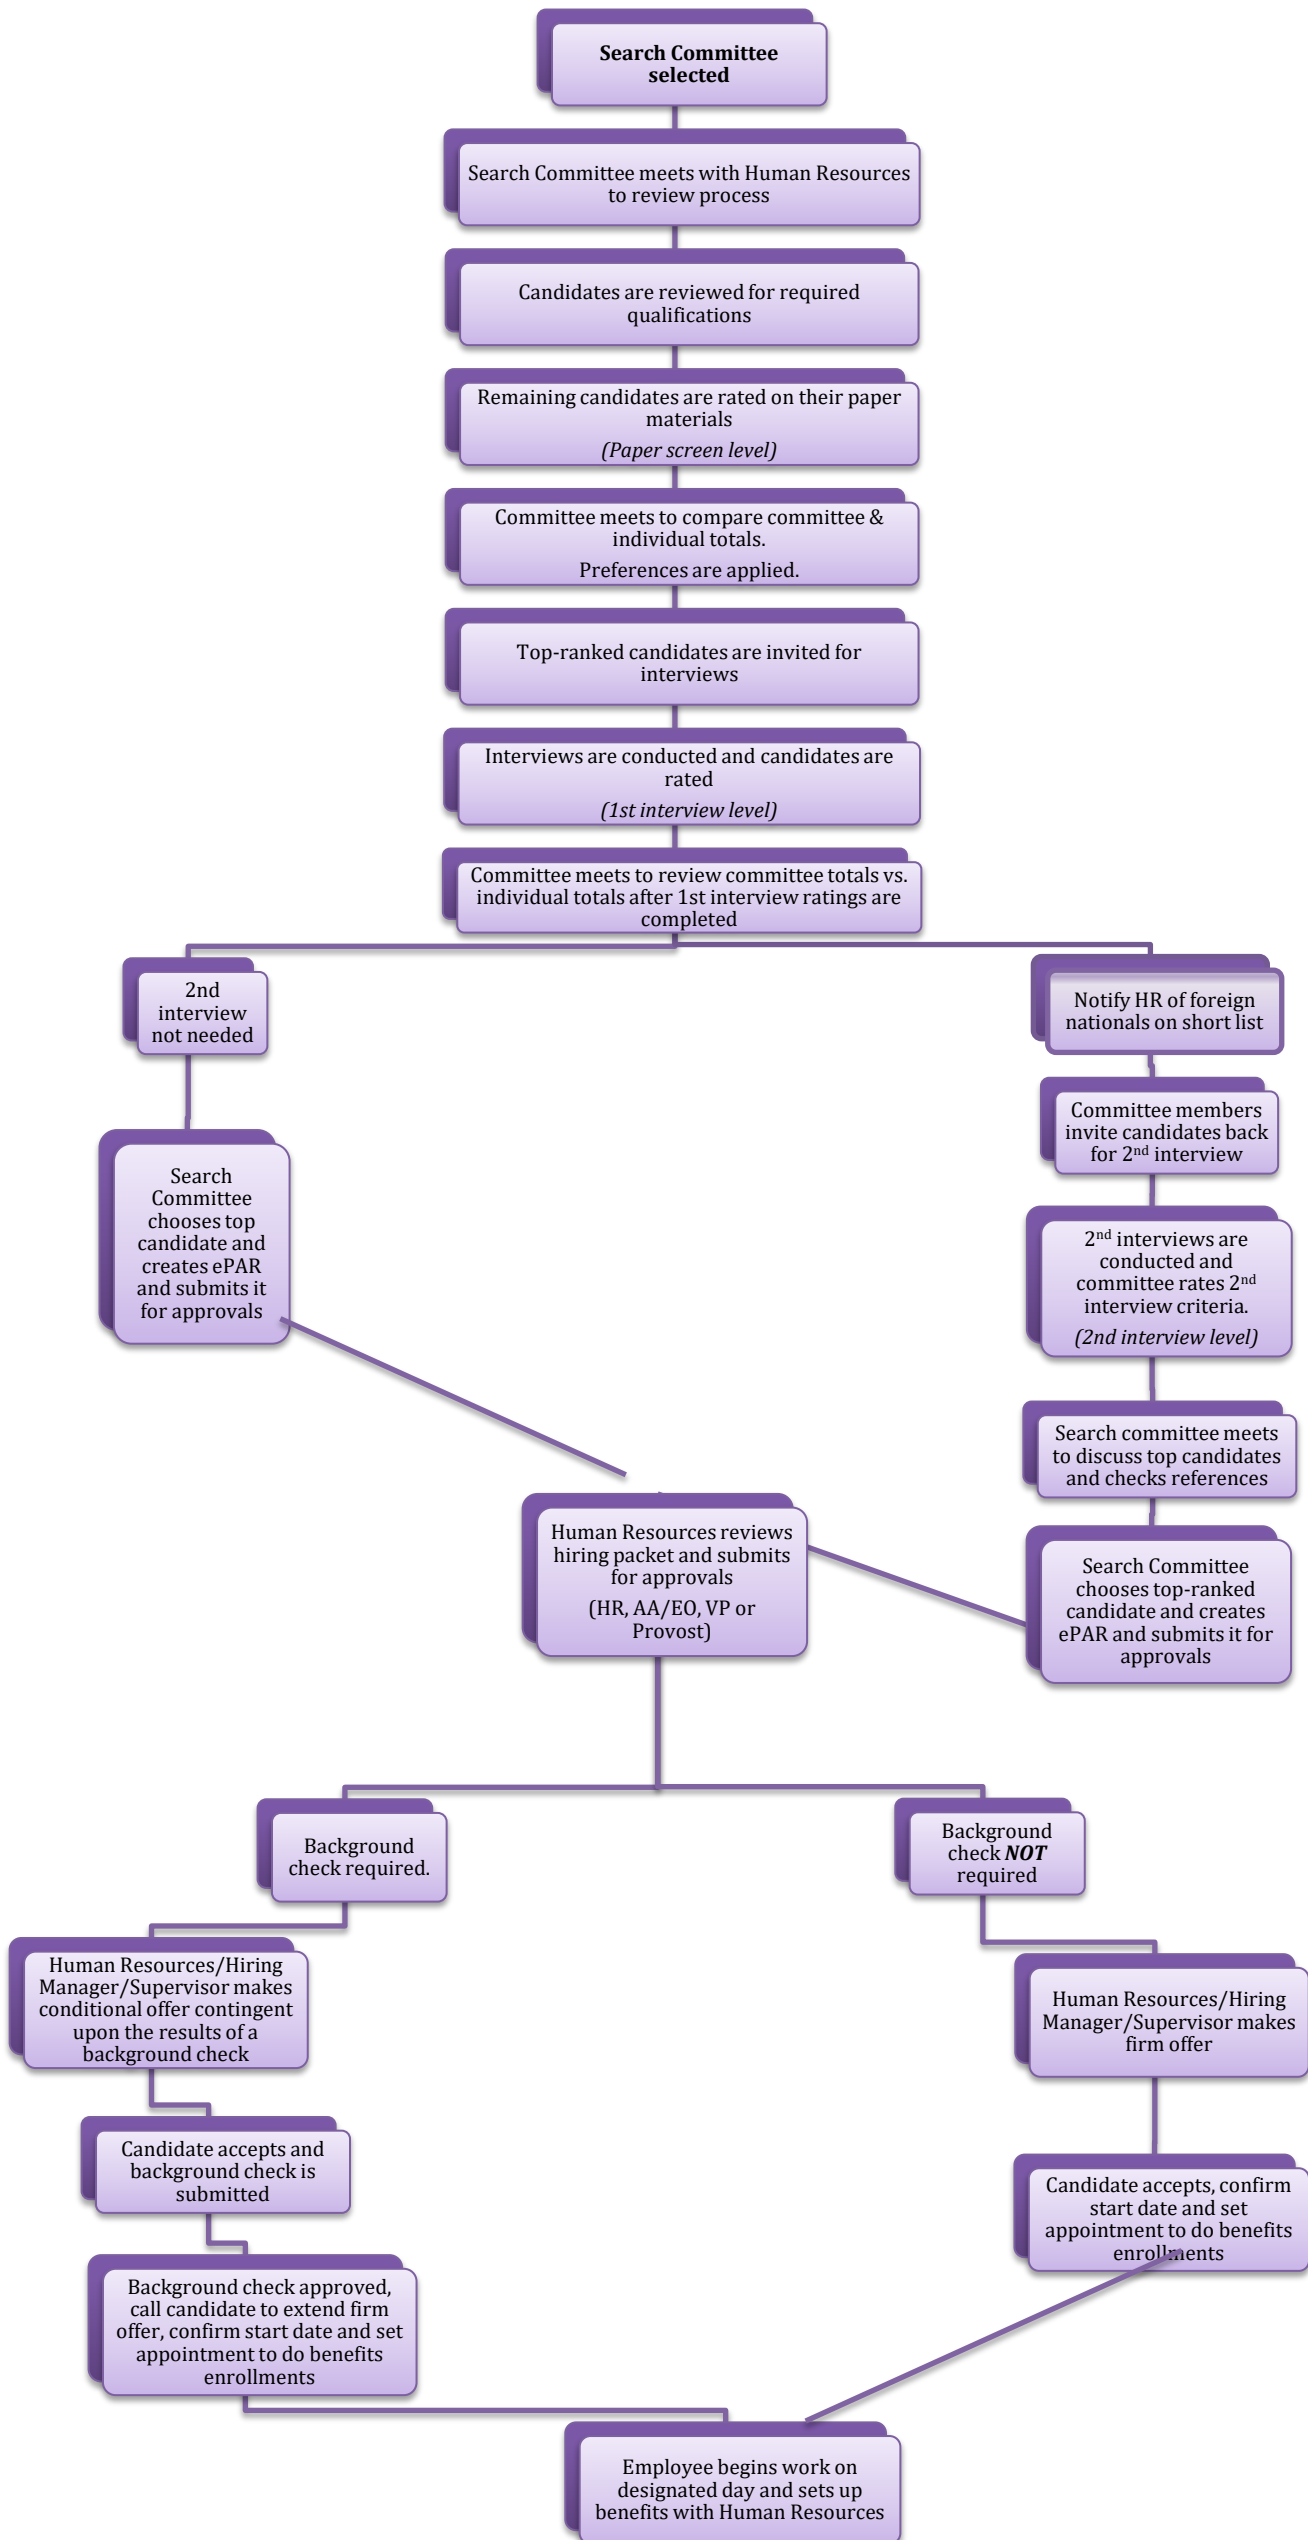 Search Committee
selected
Search Committee meets with Human Resources
to review process
Candidates are reviewed for required
qualifications
Remaining candidates are rated on their paper
materials
(Paper screen level)
Committee meets to compare committee &
individual totals.
Preferences are applied.
Top-ranked candidates are invited for
interviews
Interviews are conducted and candidates are
rated
(1st interview level)
Committee meets to review committee totals vs.
individual totals after 1st interview ratings are
completed
2nd
interview
not needed
Search
Committee
chooses top
candidate and
creates ePAR
and submits it
for approvals
Notify HR of foreign
nationals on short list
Committee members
invite candidates back
for 2nd interview
2nd interviews are
conducted and
committee rates 2nd
interview criteria.
(2nd interview level)
Search committee meets
to discuss top candidates
and checks references
Search Committee
chooses top-ranked
candidate and creates
ePAR and submits it for
approvals
Human Resources reviews
hiring packet and submits
for approvals
(HR, AA/EO, VP or
Provost)
Background
check required.
Human Resources/Hiring
Manager/Supervisor makes
conditional offer contingent
upon the results of a
background check
Candidate accepts and
background check is
submitted
Background check approved,
call candidate to extend firm
offer, confirm start date and set
appointment to do benefits
enrollments
Background
check NOT
required
Human Resources/Hiring
Manager/Supervisor makes
firm offer
Candidate accepts, confirm
start date and set
appointment to do benefits
enrollments
Employee begins work on
designated day and sets up
benefits with Human Resources